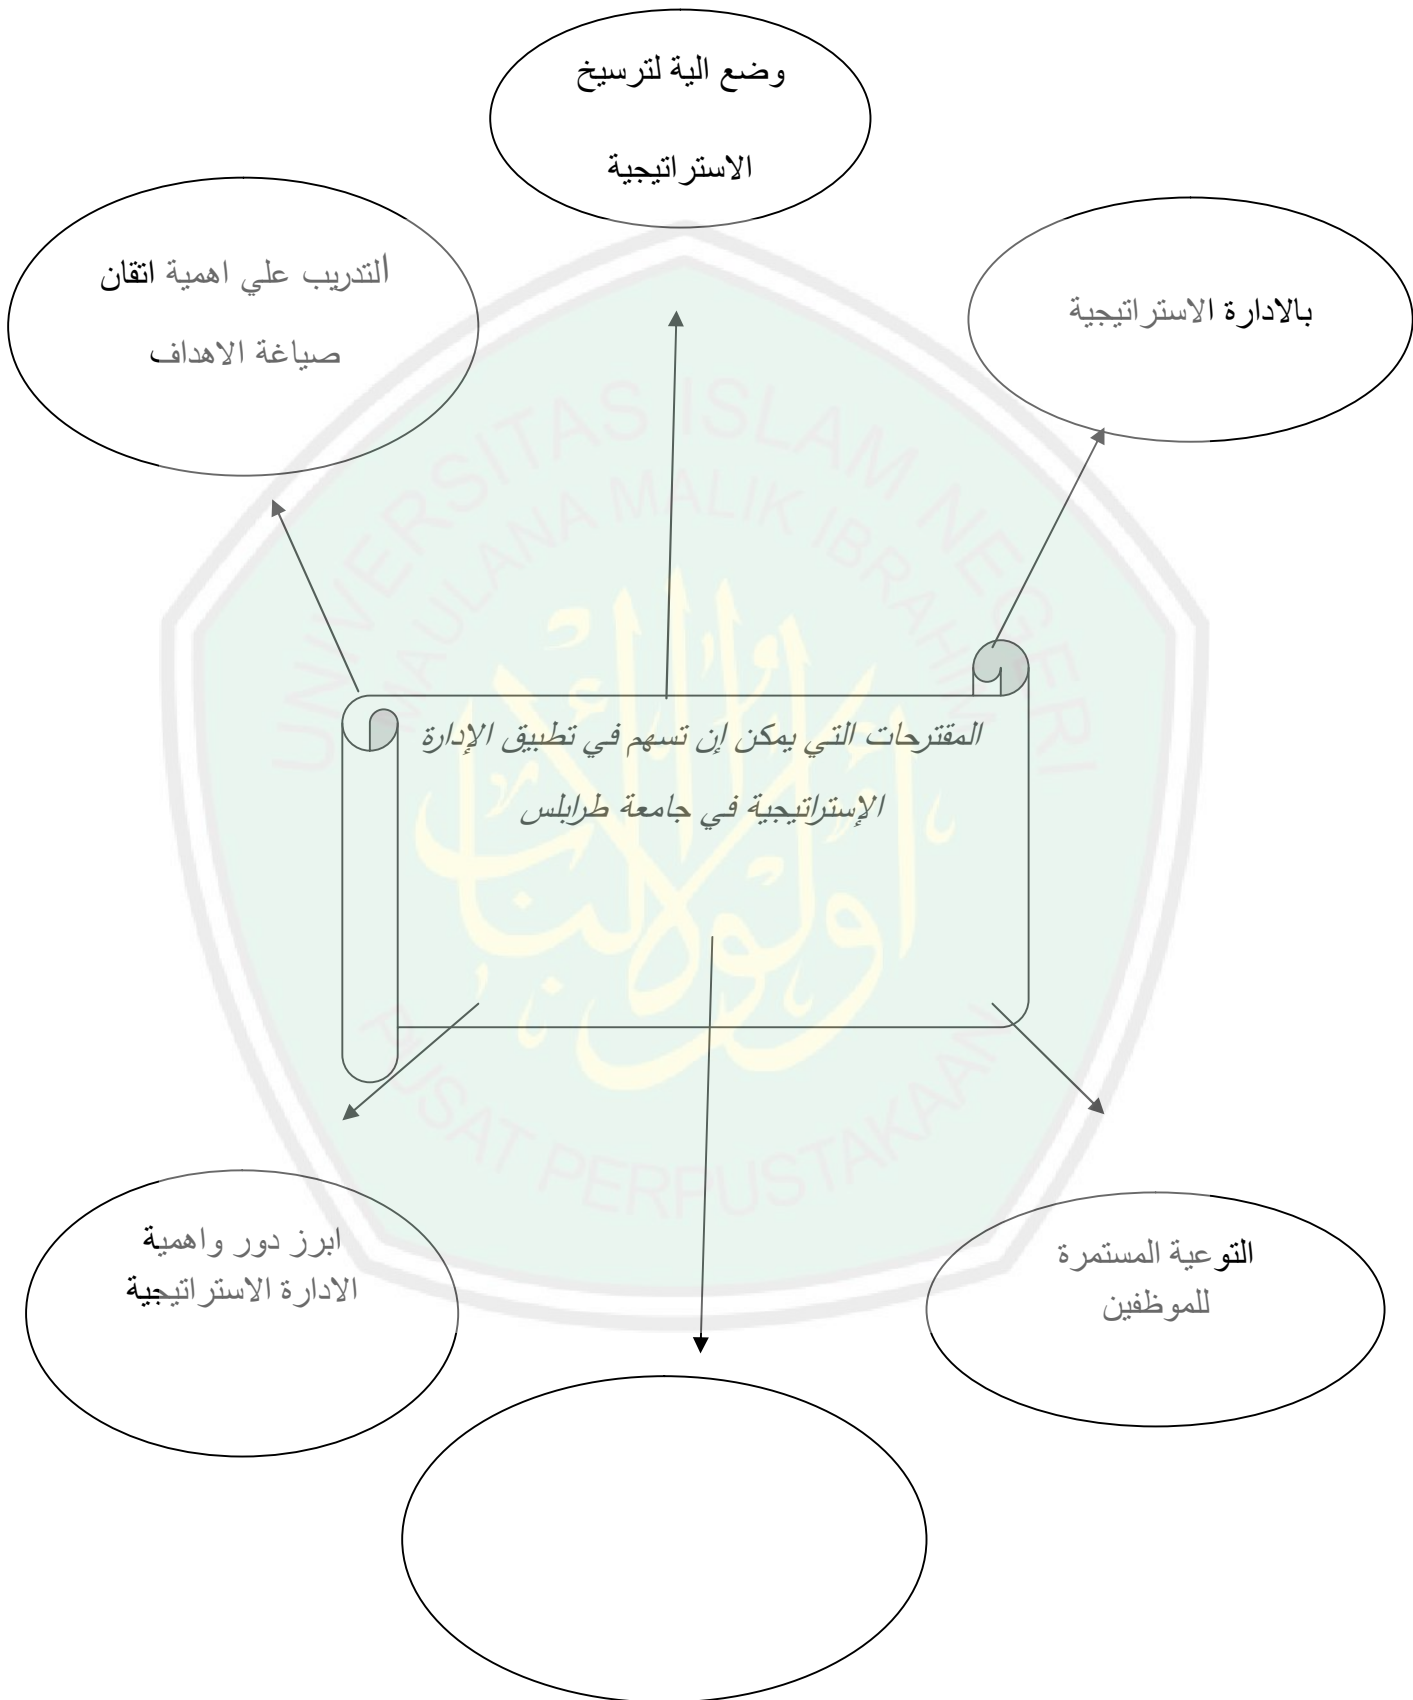 وضع الية لترسيخ
الاستراتيجية
بالادارة الاستراتيجية
ألتدريب علي اهمية اتقان
صياغة الاهداف
المقترحات التي يمكن إن تسهم في تطبيق الإدارة
الإستراتيجية في جامعة طرابلس
التوعية المستمرة
للموظفين
ابرز دور واهمية
الادارة الاستراتيجية
UNIVERSITAS ISLAM NEGERI
MAULANA MALIK IBRAHIM
PUSAT PERPUSTAKAAN